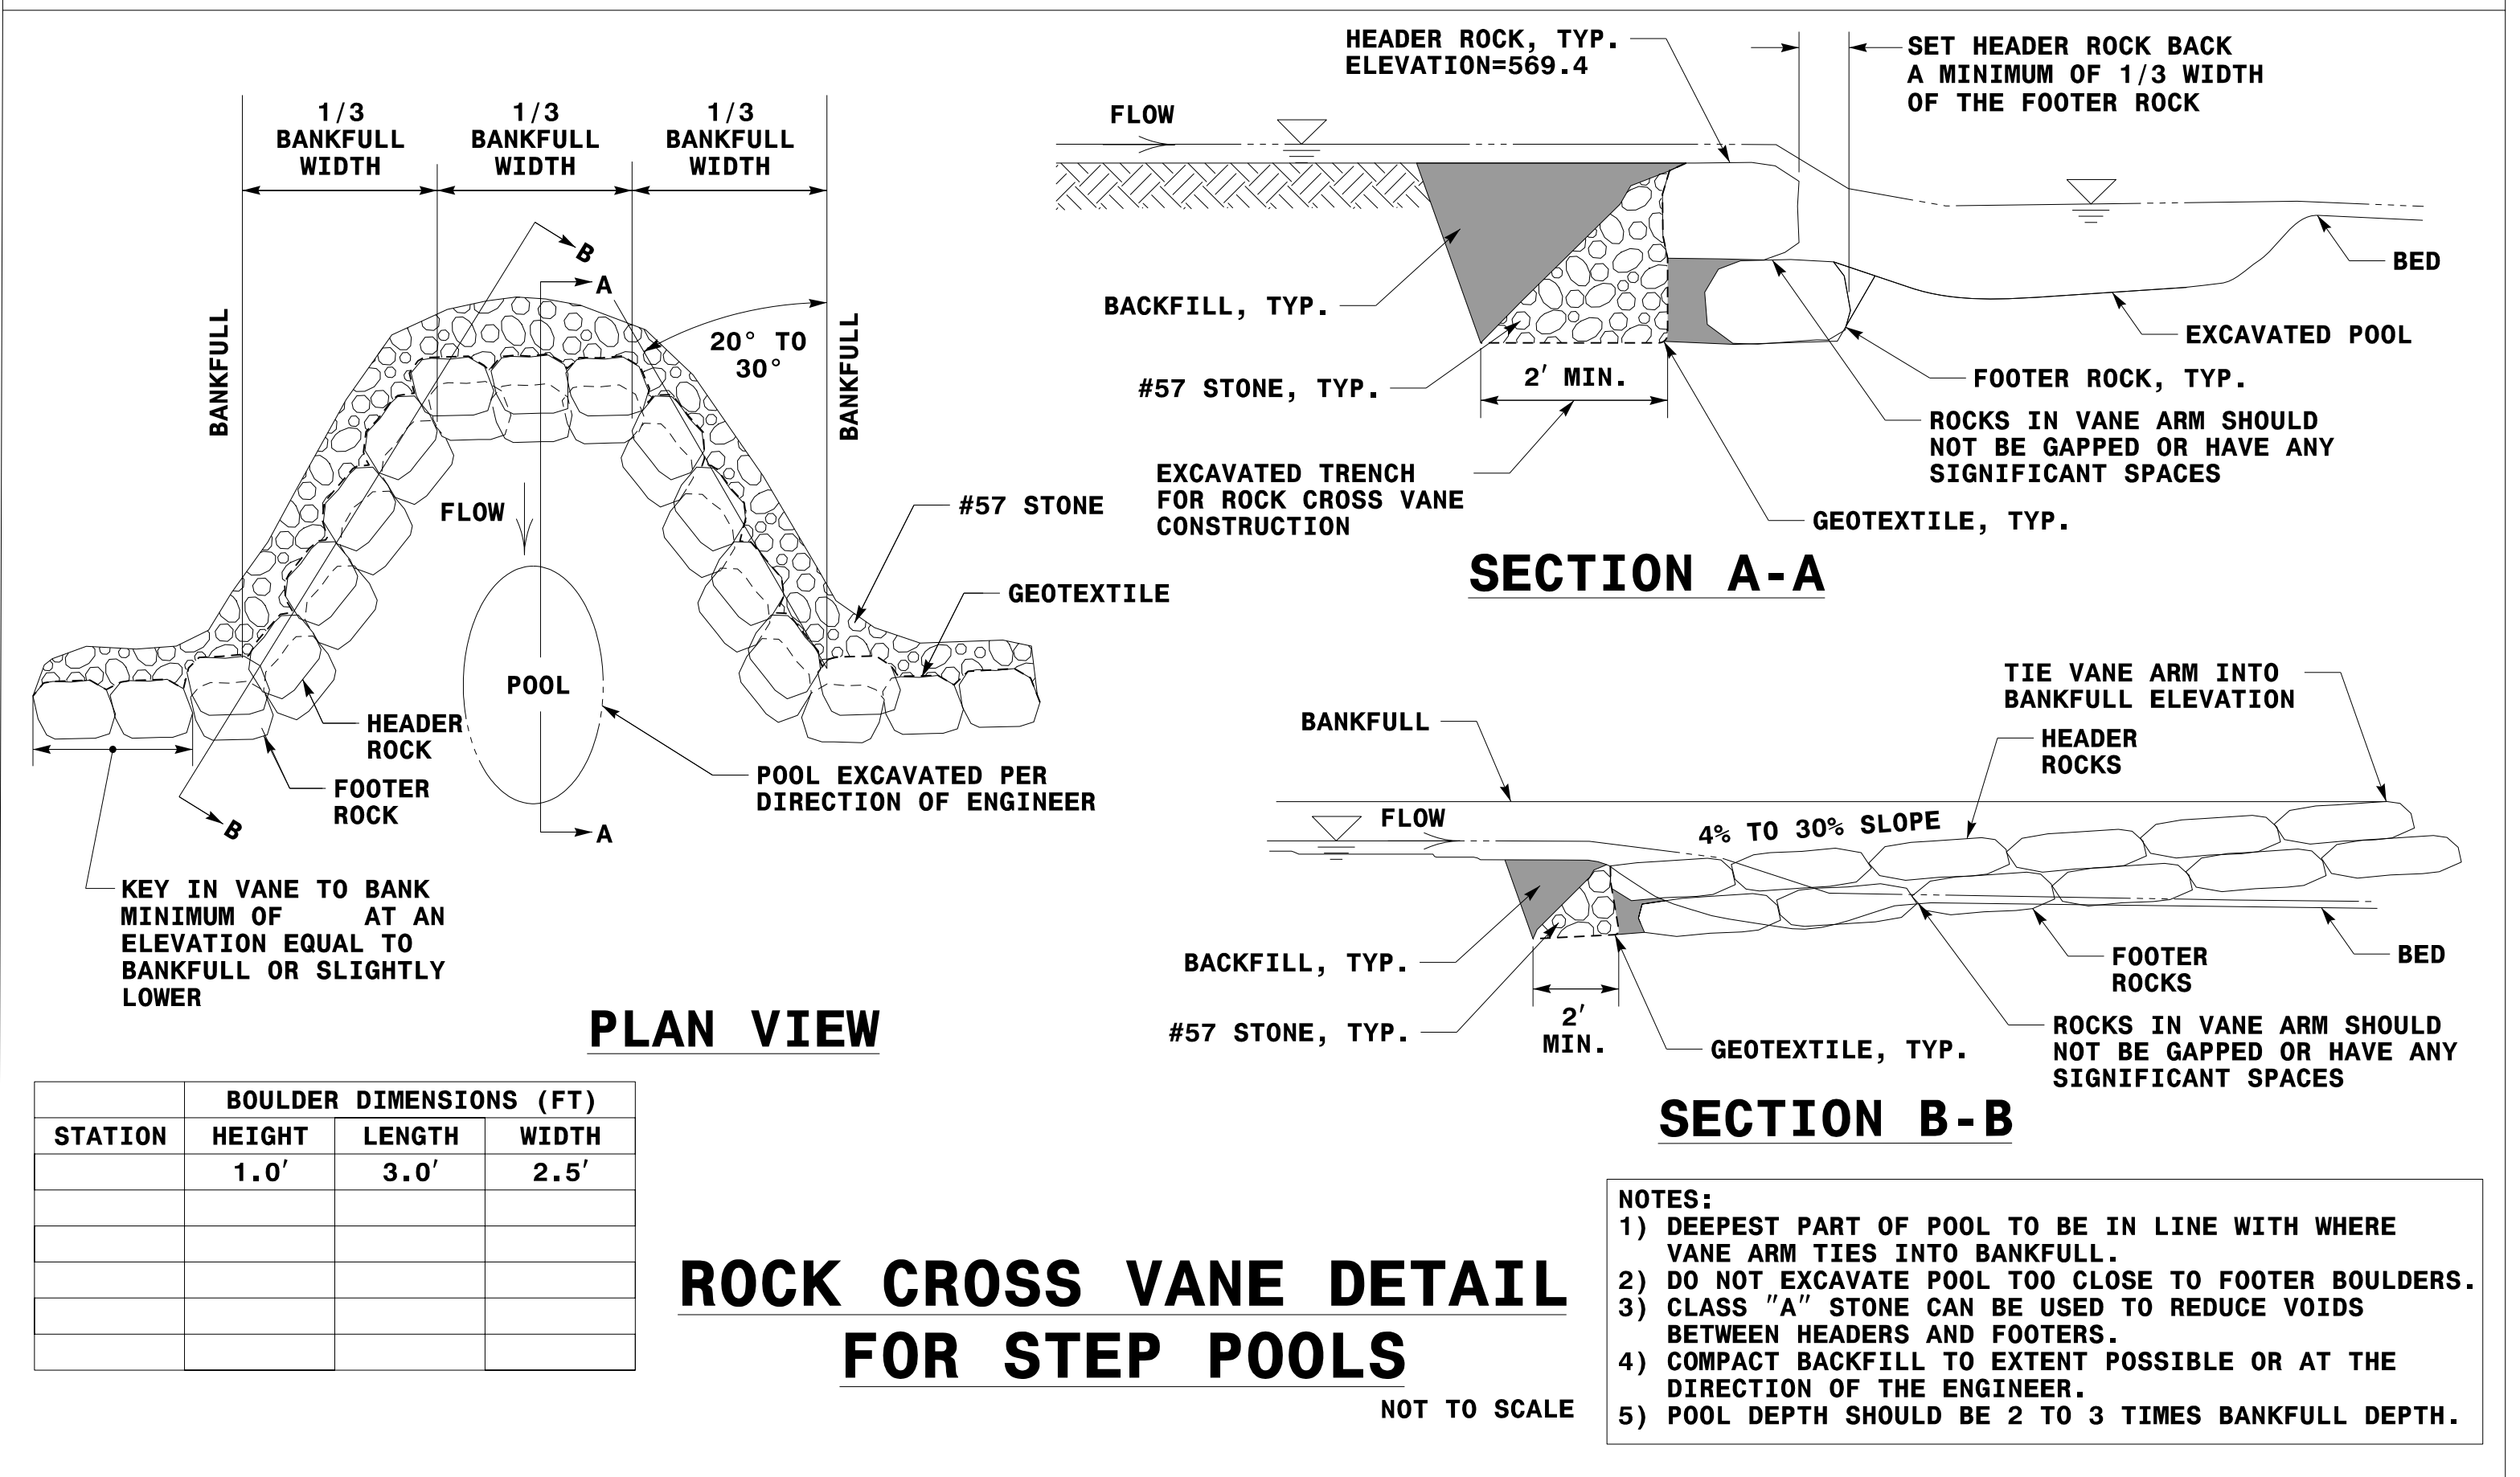 1/3
BANKFULL
WIDTH
1/3
BANKFULL
WIDTH
1/3
BANKFULL
WIDTH
B
A
20° TO
30°
BANKFULL
BANKFULL
FLOW
#57 STONE
GEOTEXTILE
POOL
HEADER
ROCK
FOOTER
ROCK
POOL EXCAVATED PER
DIRECTION OF ENGINEER
B
A
KEY IN VANE TO BANK
MINIMUM OF     AT AN
ELEVATION EQUAL TO
BANKFULL OR SLIGHTLY
LOWER
PLAN VIEW
HEADER ROCK, TYP.
ELEVATION=569.4
SET HEADER ROCK BACK
A MINIMUM OF 1/3 WIDTH
OF THE FOOTER ROCK
FLOW
BED
BACKFILL, TYP.
EXCAVATED POOL
#57 STONE, TYP.
2' MIN.
FOOTER ROCK, TYP.
ROCKS IN VANE ARM SHOULD
NOT BE GAPPED OR HAVE ANY
SIGNIFICANT SPACES
EXCAVATED TRENCH
FOR ROCK CROSS VANE
CONSTRUCTION
GEOTEXTILE, TYP.
SECTION A-A
TIE VANE ARM INTO
BANKFULL ELEVATION
BANKFULL
HEADER
ROCKS
FLOW
4% TO 30% SLOPE
BACKFILL, TYP.
FOOTER
ROCKS
BED
#57 STONE, TYP.
2'
MIN.
GEOTEXTILE, TYP.
ROCKS IN VANE ARM SHOULD
NOT BE GAPPED OR HAVE ANY
SIGNIFICANT SPACES
SECTION B-B
BOULDER DIMENSIONS (FT)
STATION HEIGHT LENGTH WIDTH
1.0' 3.0' 2.5'
ROCK CROSS VANE DETAIL
FOR STEP POOLS
NOT TO SCALE
NOTES:
1) DEEPEST PART OF POOL TO BE IN LINE WITH WHERE
VANE ARM TIES INTO BANKFULL.
2) DO NOT EXCAVATE POOL TOO CLOSE TO FOOTER BOULDERS.
3) CLASS "A" STONE CAN BE USED TO REDUCE VOIDS
BETWEEN HEADERS AND FOOTERS.
4) COMPACT BACKFILL TO EXTENT POSSIBLE OR AT THE
DIRECTION OF THE ENGINEER.
5) POOL DEPTH SHOULD BE 2 TO 3 TIMES BANKFULL DEPTH.